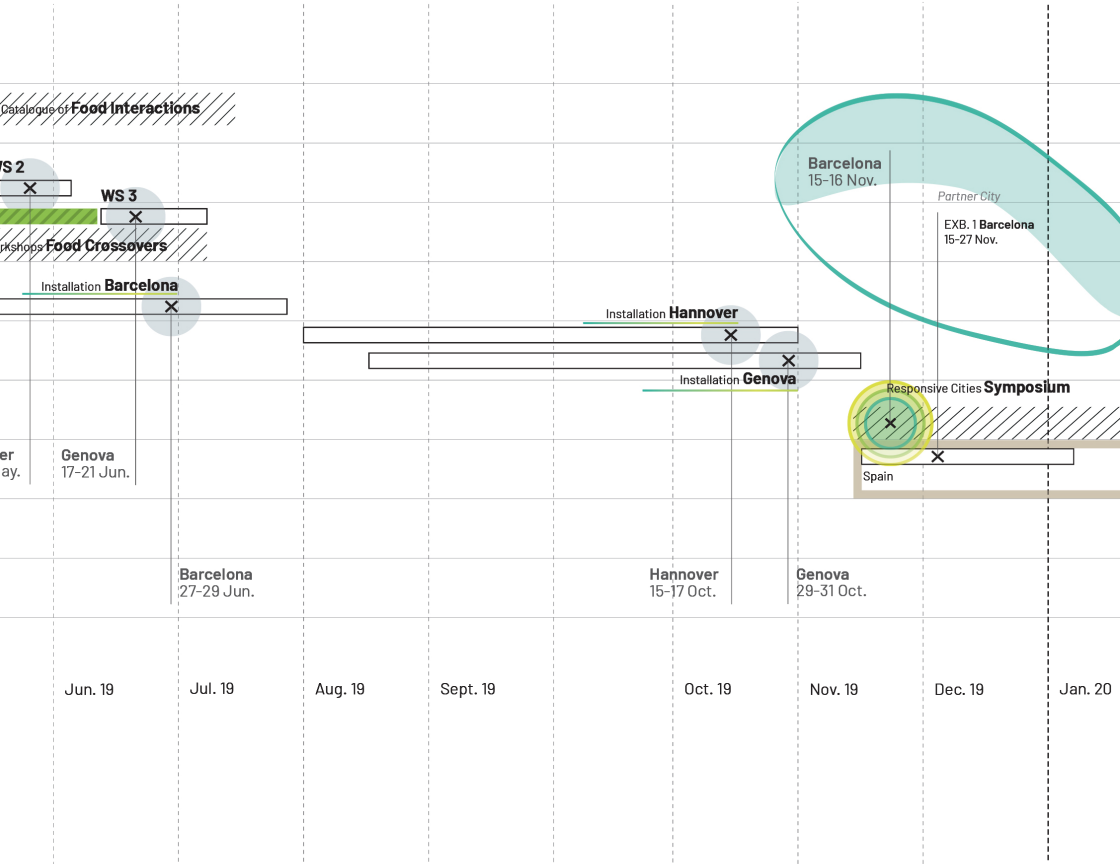 Catalogue of Food Interactions
WS 2
WS 3
Food Crossovers
Installation Barcelona
Installation Hannover
Installation Genova
Barcelona
15-16 Nov.
Partner City
EXB. 1 Barcelona
15-27 Nov.
Responsive Cities Symposium
Spain
Genova
17-21 Jun.
Barcelona
27-29 Jun.
Hannover
15-17 Oct.
Genova
29-31 Oct.
Jun. 19
Jul. 19
Aug. 19
Sept. 19
Oct. 19
Nov. 19
Dec. 19
Jan. 20